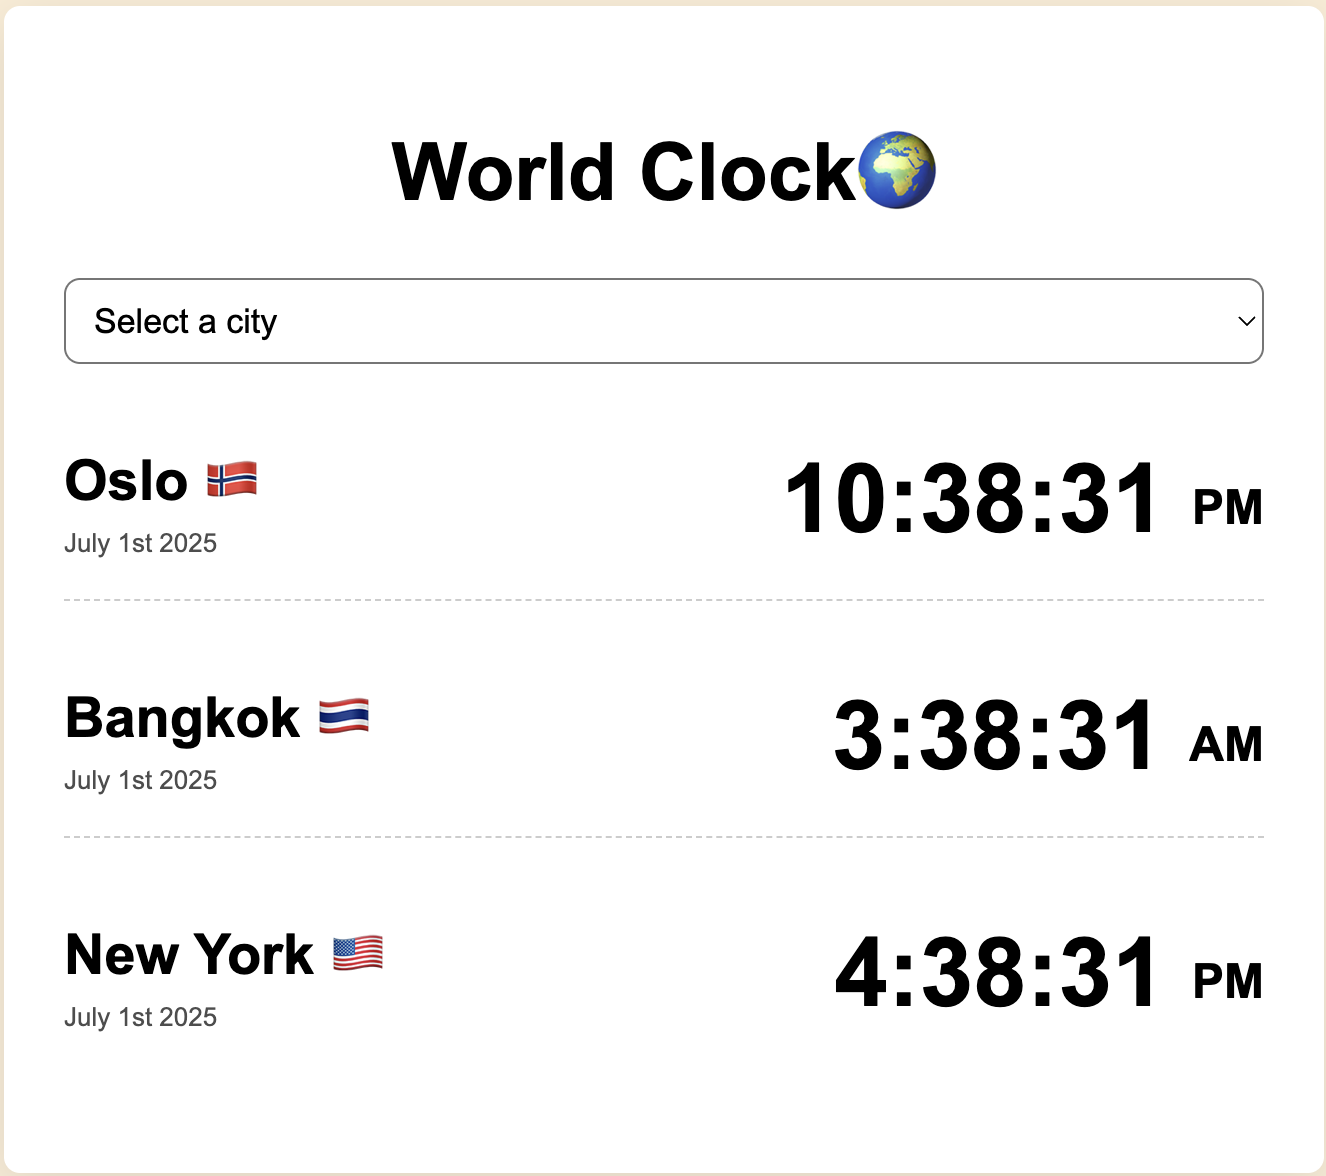 World Clock🌍
Select a city
Oslo 🇳🇴 10:38:31 PM
July 1st 2025
Bangkok 🇹🇭 3:38:31 AM
July 1st 2025
New York 🇺🇸 4:38:31 PM
July 1st 2025